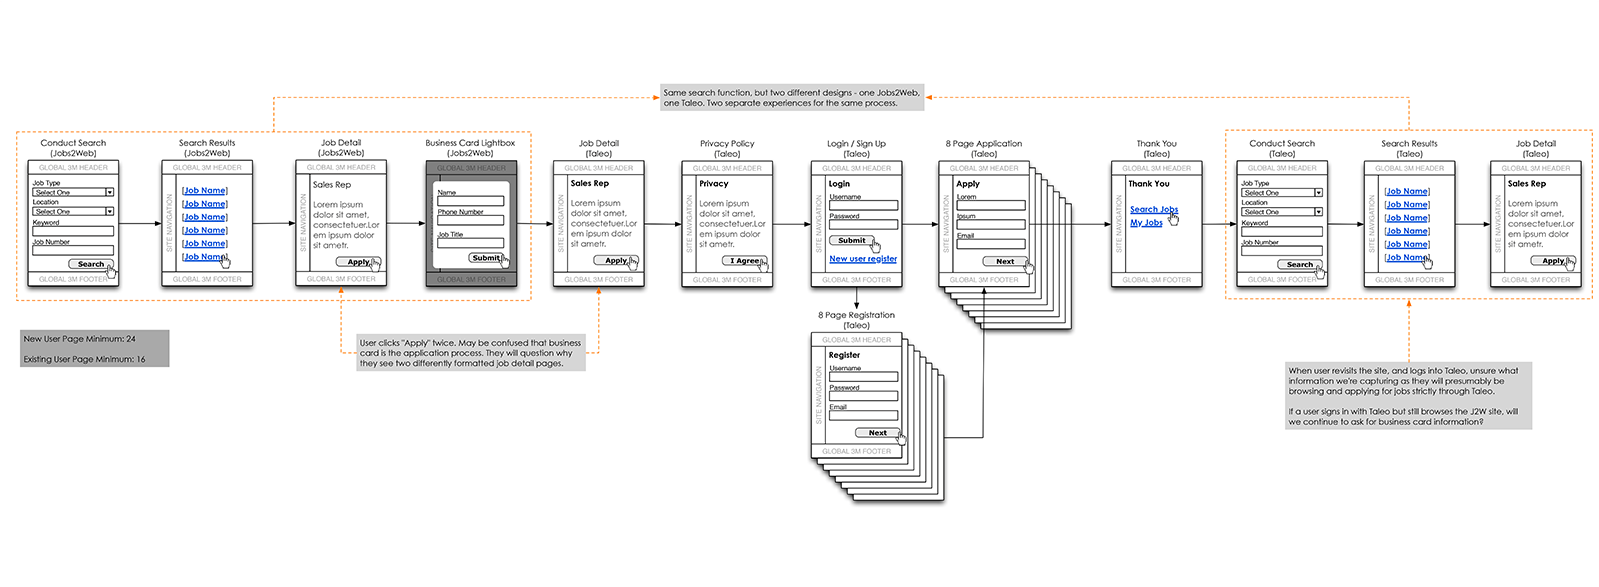 Same search function, but two different designs - one Jobs2Web,
one Taleo. Two separate experiences for the same process.
Conduct Search
(Jobs2Web)
GLOBAL 3M HEADER
Job Type
Select One
Location
Select One
Keyword
Job Number
Search
GLOBAL 3M FOOTER
Search Results
(Jobs2Web)
GLOBAL 3M HEADER
SITE NAVIGATION
[Job Name]
[Job Name]
[Job Name]
[Job Name]
[Job Name]
[Job Name]
GLOBAL 3M FOOTER
Job Detail
(Jobs2Web)
GLOBAL 3M HEADER
SITE NAVIGATION
Sales Rep
Lorem ipsum
dolor sit amet,
consectetuer.Lor
em ipsum dolor
sit ametr.
Apply
GLOBAL 3M FOOTER
Business Card Lightbox
(Jobs2Web)
GLOBAL 3M HEADER
SITE NAVIGATION
Name
Phone Number
Job Title
Submit
GLOBAL 3M FOOTER
Job Detail
(Taleo)
GLOBAL 3M HEADER
SITE NAVIGATION
Sales Rep
Lorem ipsum
dolor sit amet,
consectetuer.Lor
em ipsum dolor
sit ametr.
Apply
GLOBAL 3M FOOTER
Privacy Policy
(Taleo)
GLOBAL 3M HEADER
SITE NAVIGATION
Privacy
Lorem ipsum
dolor sit amet,
consectetuer.Lor
em ipsum dolor
sit ametr.
I Agree
GLOBAL 3M FOOTER
Login / Sign Up
(Taleo)
GLOBAL 3M HEADER
SITE NAVIGATION
Login
Username
Password
Submit
New user register
GLOBAL 3M FOOTER
8 Page Application
(Taleo)
GLOBAL 3M HEADER
SITE NAVIGATION
Apply
Lorem
Ipsum
Email
Next
GLOBAL 3M FOOTER
Thank You
(Taleo)
GLOBAL 3M HEADER
SITE NAVIGATION
Thank You
Search Jobs
My Jobs
GLOBAL 3M FOOTER
Conduct Search
(Taleo)
GLOBAL 3M HEADER
Job Type
Select One
Location
Select One
Keyword
Job Number
Search
GLOBAL 3M FOOTER
Search Results
(Taleo)
GLOBAL 3M HEADER
SITE NAVIGATION
[Job Name]
[Job Name]
[Job Name]
[Job Name]
[Job Name]
[Job Name]
GLOBAL 3M FOOTER
Job Detail
(Taleo)
GLOBAL 3M HEADER
SITE NAVIGATION
Sales Rep
Lorem ipsum
dolor sit amet,
consectetuer.Lor
em ipsum dolor
sit ametr.
Apply
GLOBAL 3M FOOTER
8 Page Registration
(Taleo)
GLOBAL 3M HEADER
SITE NAVIGATION
Register
Username
Password
Email
Next
GLOBAL 3M FOOTER
New User Page Minimum: 24
Existing User Page Minimum: 16
User clicks "Apply" twice. May be confused that business
card is the application process. They will question why
they see two differently formatted job detail pages.
When user revisits the site, and logs into Taleo, unsure what
information we're capturing as they will presumably be
browsing and applying for jobs strictly through Taleo.
If a user signs in with Taleo but still browses the J2W site, will
we continue to ask for business card information?